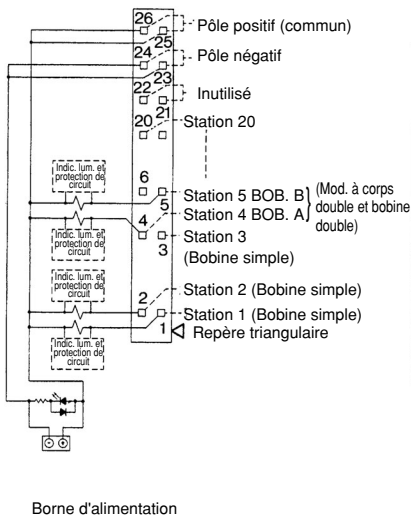 26
Pôle positif (commun)
25
24
Pôle négatif
23
22
Inutilisé
21
20
Station 20
Indic. lum. et
protection de
circuit
6
5
Station 5 BOB. B
Station 4 BOB. A
(Mod. à corps
double et bobine
double)
4
Station 3
3
(Bobine simple)
Indic. lum. et
protection de
circuit
Indic. lum. et
protection de
circuit
2
Station 2 (Bobine simple)
Station 1 (Bobine simple)
1
Repère triangulaire
Indic. lum. et
protection de
circuit
Borne d'alimentation